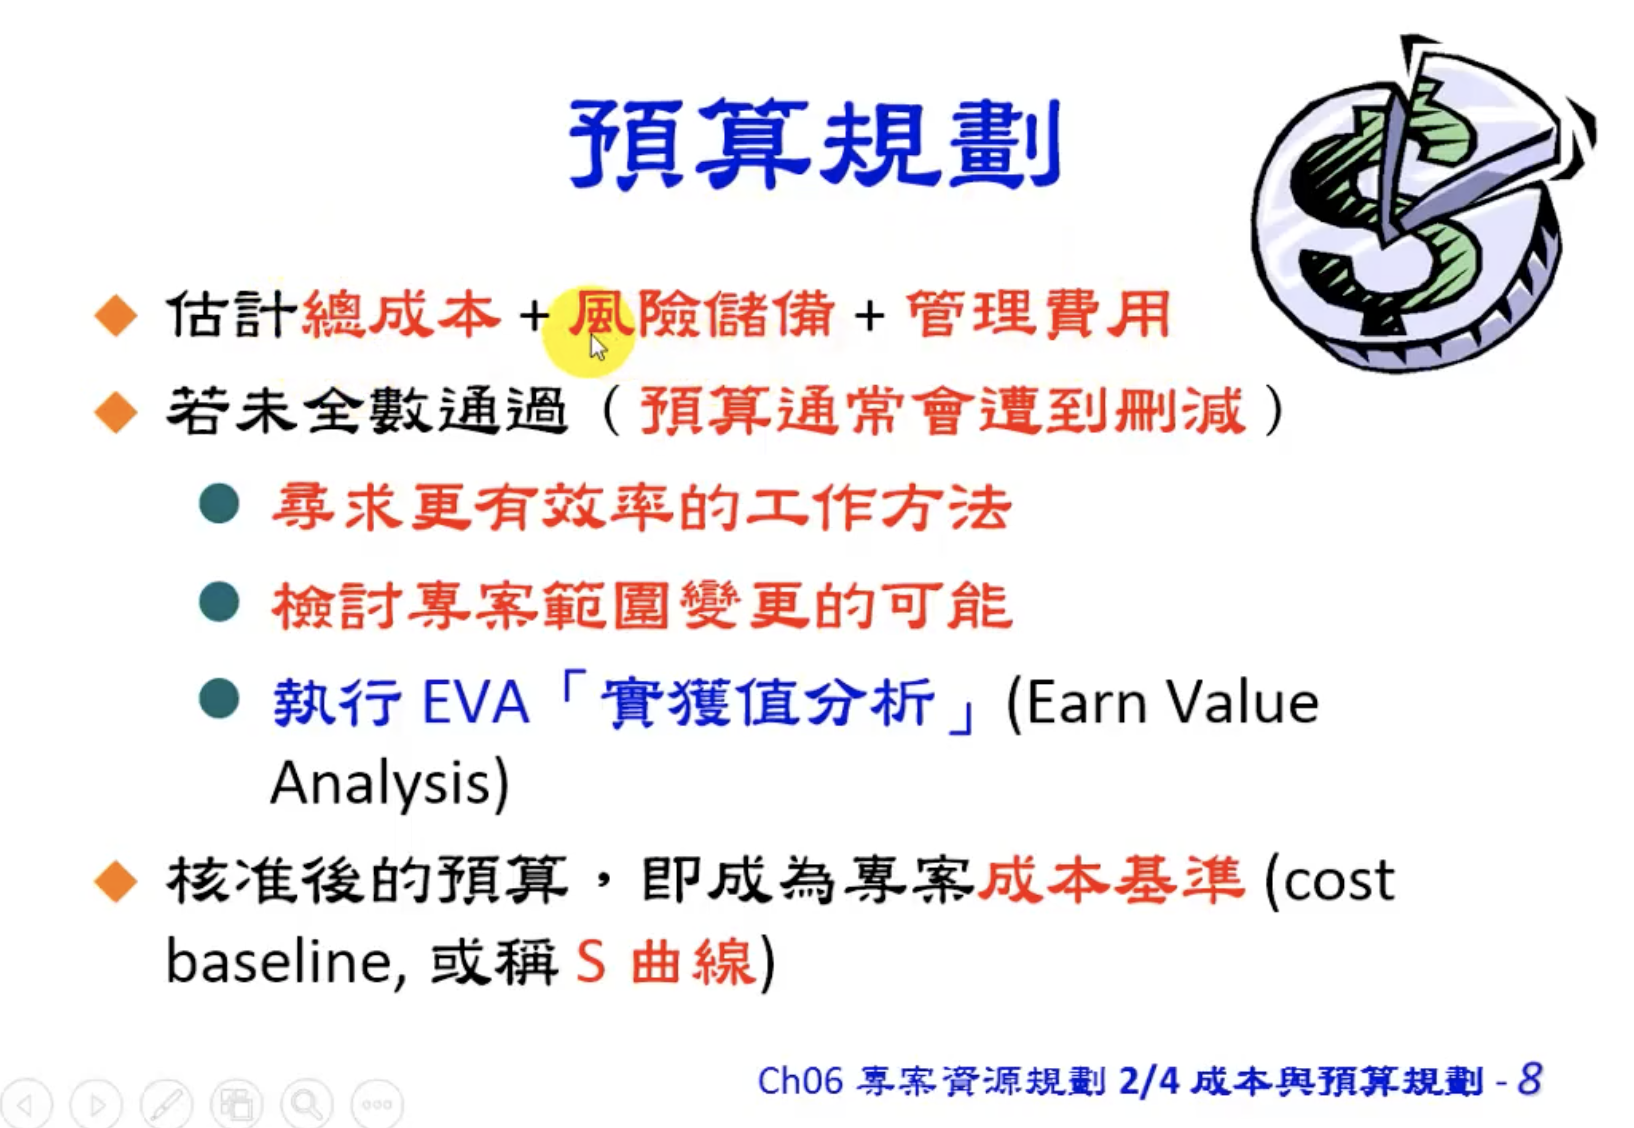 預算規劃
估計總成本 + 風險儲備 + 管理費用
若未全數通過（預算通常會遭到刪減）
尋求更有效率的工作方法
檢討專案範圍變更的可能
執行 EVA「實獲值分析」(Earn Value
Analysis)
核准後的預算，即成為專案成本基準 (cost
baseline, 或稱 S 曲線)
Ch06 專案資源規劃 2/4 成本與預算規劃 - 8